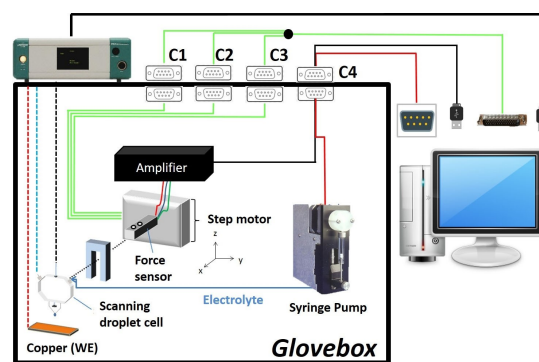 C1
C2
C3
C4
Amplifier
Step motor
Force
sensor
z
y
x
Scanning
droplet cell
Electrolyte
Syringe Pump
Copper (WE)
Glovebox